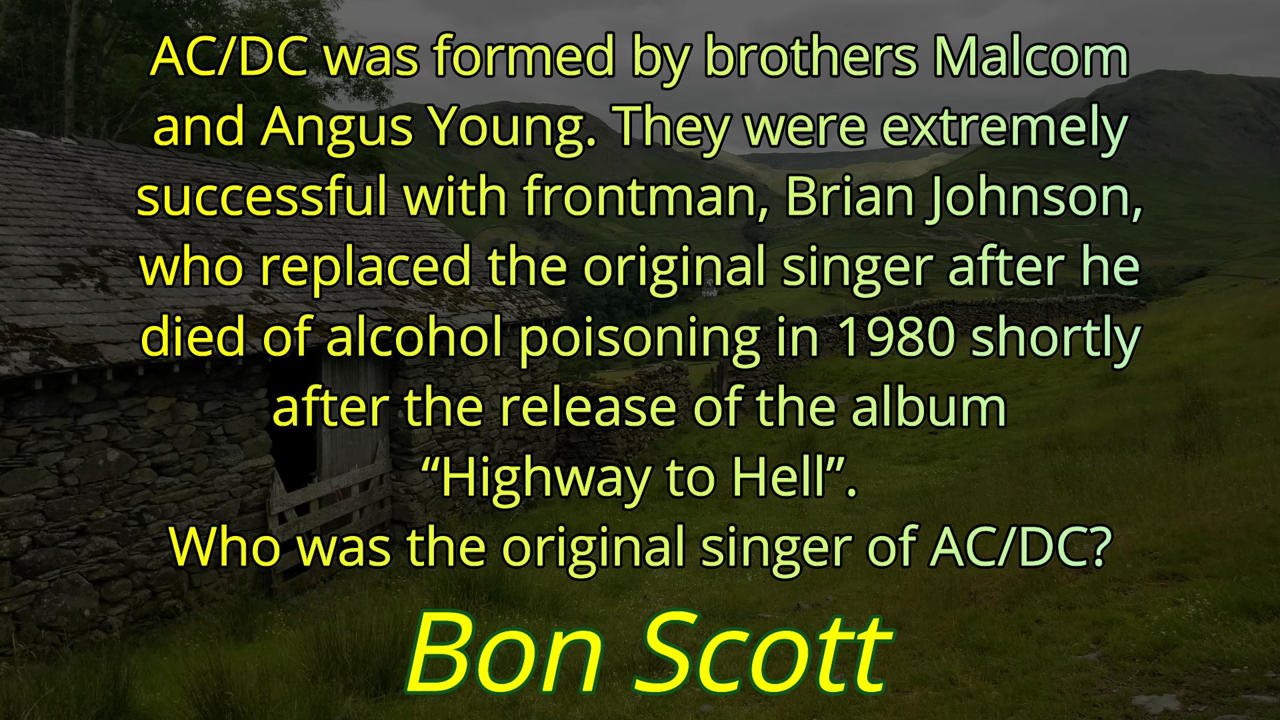 AC/DC was formed by brothers Malcom
and Angus Young. They were extremely
successful with frontman, Brian Johnson,
who replaced the original singer after he
died of alcohol poisoning in 1980 shortly
after the release of the album
“Highway to Hell”.
Who was the original singer of AC/DC?
Bon Scott